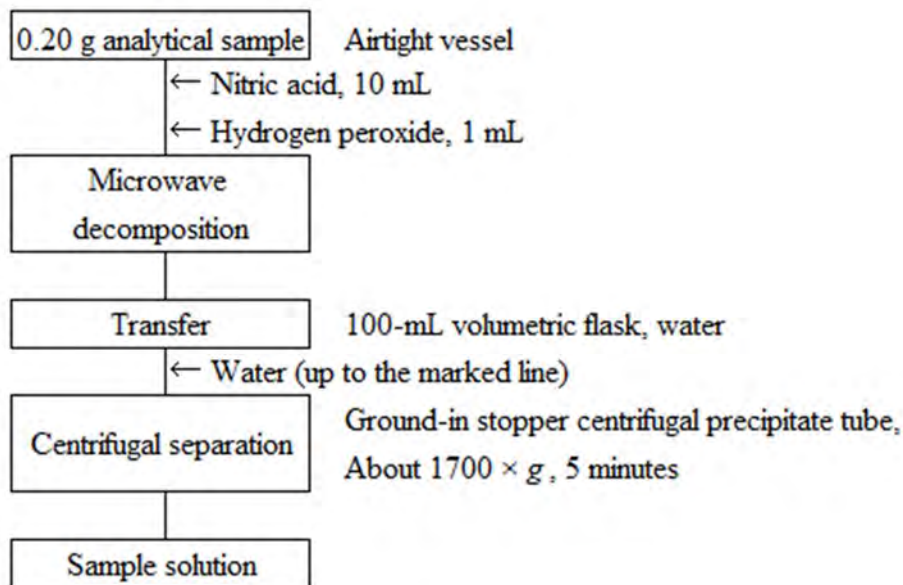 0.20 g analytical sample Airtight vessel
← Nitric acid, 10 mL
← Hydrogen peroxide, 1 mL
Microwave
decomposition
Transfer 100-mL volumetric flask, water
← Water (up to the marked line)
Centrifugal separation
Ground-in stopper centrifugal precipitate tube,
About 1700 × g , 5 minutes
Sample solution